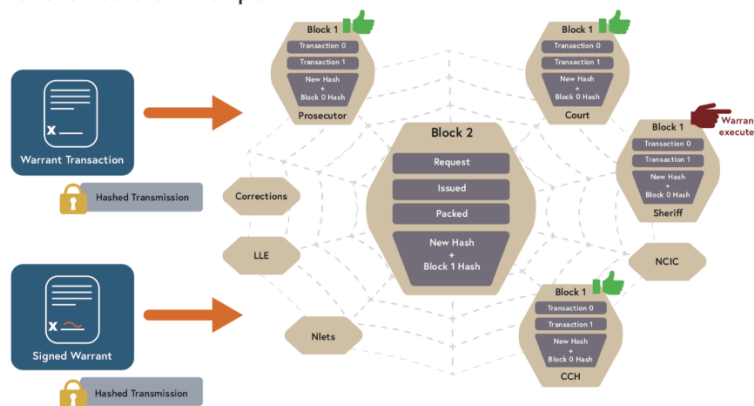 Block 1
Transaction 0
Transaction 1
New Hash
+
Block 0 Hash
Prosecutor
Block 1
Transaction 0
Transaction 1
New Hash
+
Block 0 Hash
Court
Warrant Transaction
Hashed Transmission
Block 2
Request
Issued
Packed
New Hash
+
Block 1 Hash
Block 1
Transaction 0
Transaction 1
New Hash
+
Block 0 Hash
Sheriff
Warran
execute
Corrections
LLE
Nlets
NCIC
Block 1
Transaction 0
Transaction 1
New Hash
+
Block 0 Hash
CCH
X
Signed Warrant
Hashed Transmission